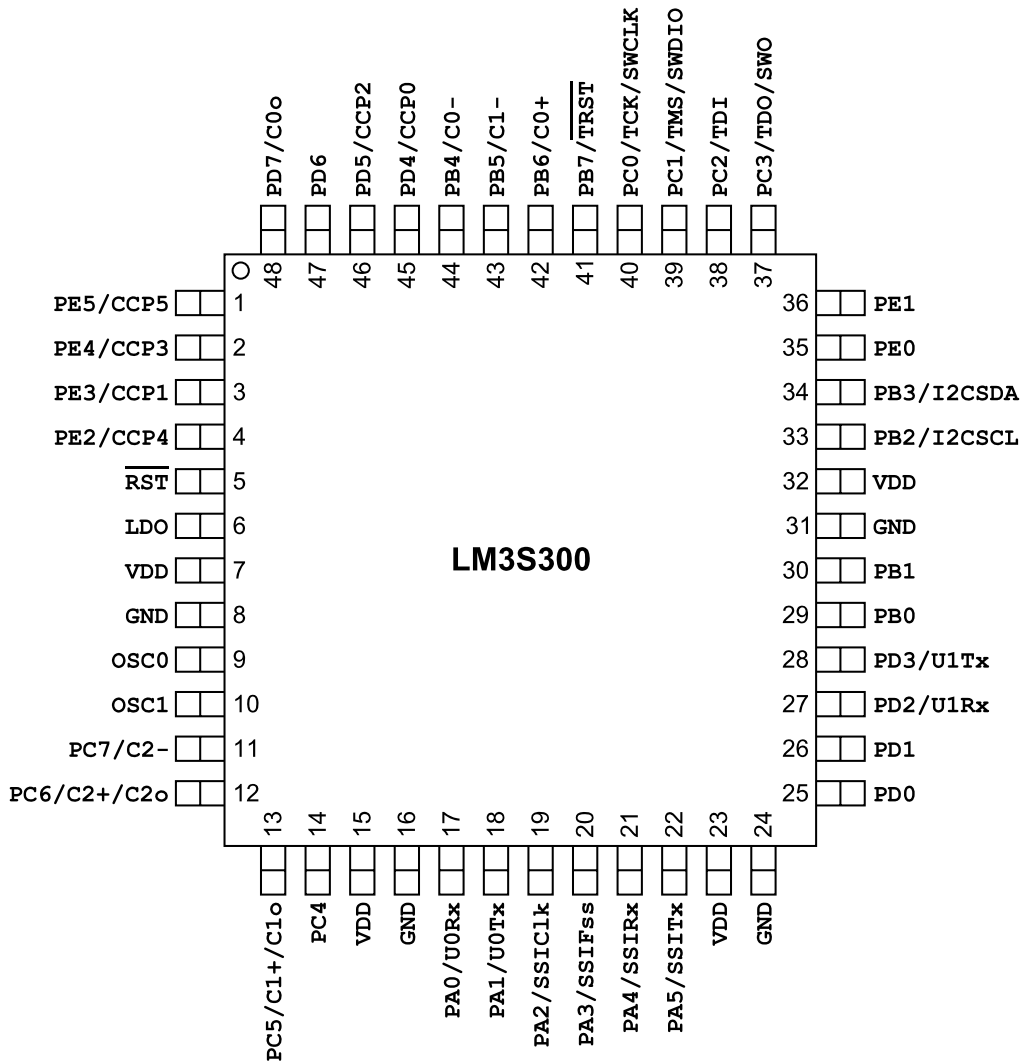 PD7/C0o
PD6
PD5/CCP2
PD4/CCP0
PB4/C0-
PB5/C1-
PB6/C0+
PB7/TRST
PC0/TCK/SWCLK
PC1/TMS/SWDIO
PC2/TDI
PC3/TDO/SWO
48
47
46
45
44
43
42
41
40
39
38
37
PE5/CCP5 1
PE4/CCP3 2
PE3/CCP1 3
PE2/CCP4 4
RST 5
LDO 6
VDD 7
GND 8
OSC0 9
OSC1 10
PC7/C2- 11
PC6/C2+/C2o 12
LM3S300
36 PE1
35 PE0
34 PB3/I2CSDA
33 PB2/I2CSCL
32 VDD
31 GND
30 PB1
29 PB0
28 PD3/U1Tx
27 PD2/U1Rx
26 PD1
25 PD0
13
14
15
16
17
18
19
20
21
22
23
24
PC5/C1+/C1o
PC4
VDD
GND
PA0/U0Rx
PA1/U0Tx
PA2/SSIClk
PA3/SSIFss
PA4/SSIRx
PA5/SSITx
VDD
GND